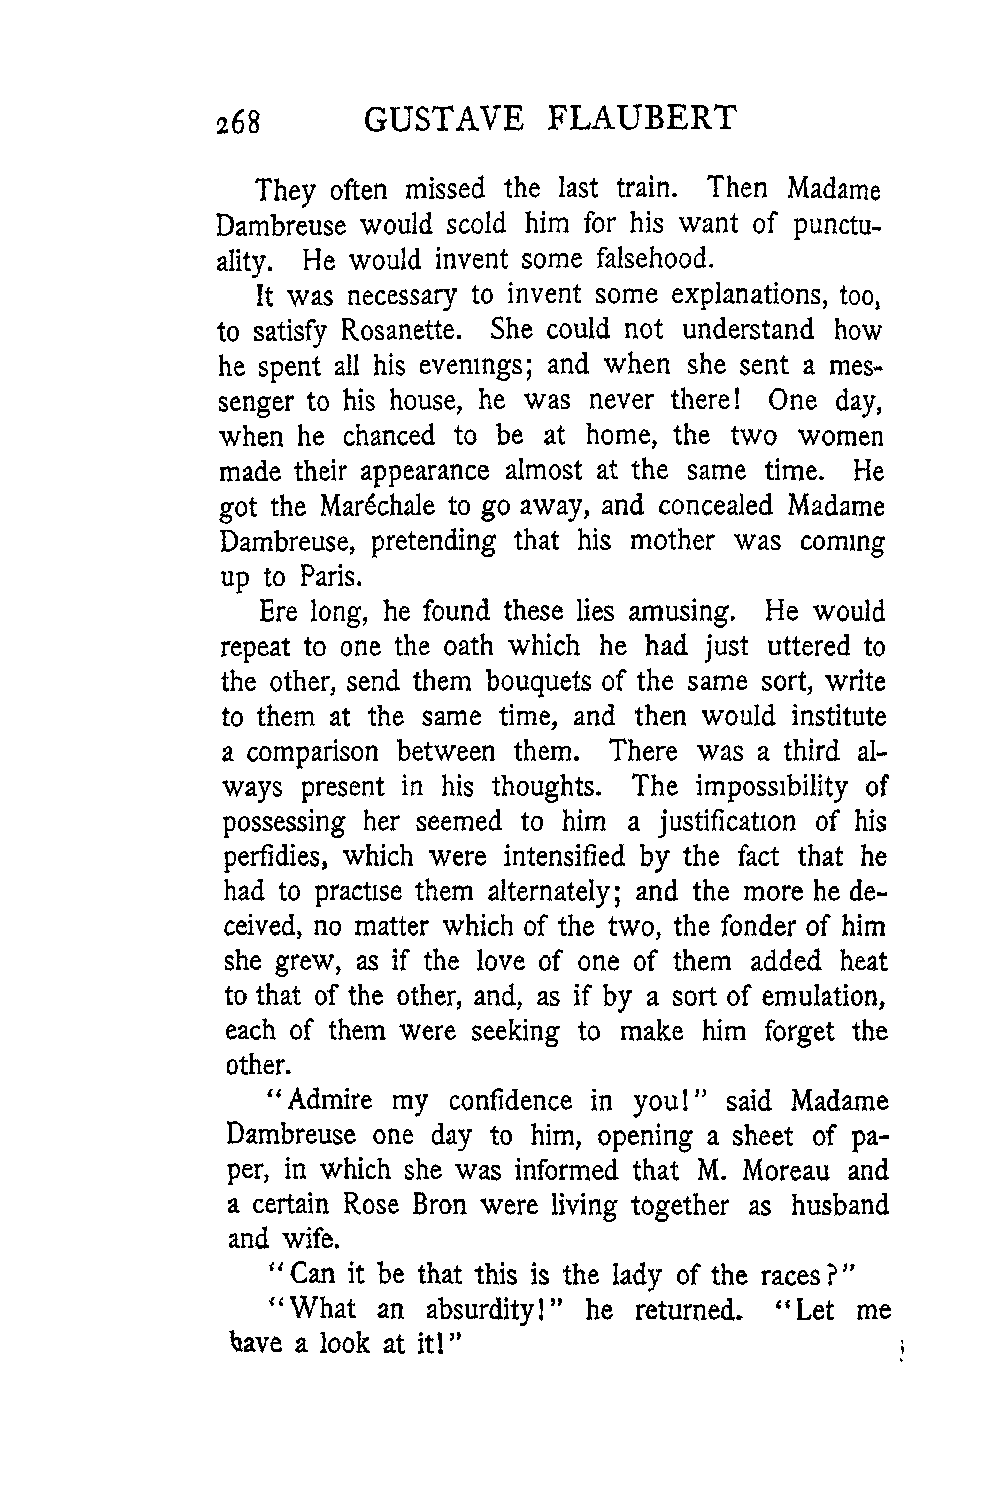 268 GUSTAVE FLAUBERT
They often missed the last train. Then Madame
Dambreuse would scold him for his want of punctu-
ality. He would invent some falsehood.
It was necessary to invent some explanations, too,
to satisfy Rosanette. She could not understand how
he spent all his evenings; and when she sent a mes-
senger to his house, he was never there! One day,
when he chanced to be at home, the two women
made their appearance almost at the same time. He
got the Maréchale to go away, and concealed Madame
Dambreuse, pretending that his mother was coming
up to Paris.
Ere long, he found these lies amusing. He would
repeat to one the oath which he had just uttered to
the other, send them bouquets of the same sort, write
to them at the same time, and then would institute
a comparison between them. There was a third al-
ways present in his thoughts. The impossibility of
possessing her seemed to him a justification of his
perfidies, which were intensified by the fact that he
had to practise them alternately; and the more he de-
ceived, no matter which of the two, the fonder of him
she grew, as if the love of one of them added heat
to that of the other, and, as if by a sort of emulation,
each of them were seeking to make him forget the
other.
"Admire my confidence in you!" said Madame
Dambreuse one day to him, opening a sheet of pa-
per, in which she was informed that M. Moreau and
a certain Rose Bron were living together as husband
and wife.
"Can it be that this is the lady of the races?"
"What an absurdity!" he returned. "Let me
have a look at it!"